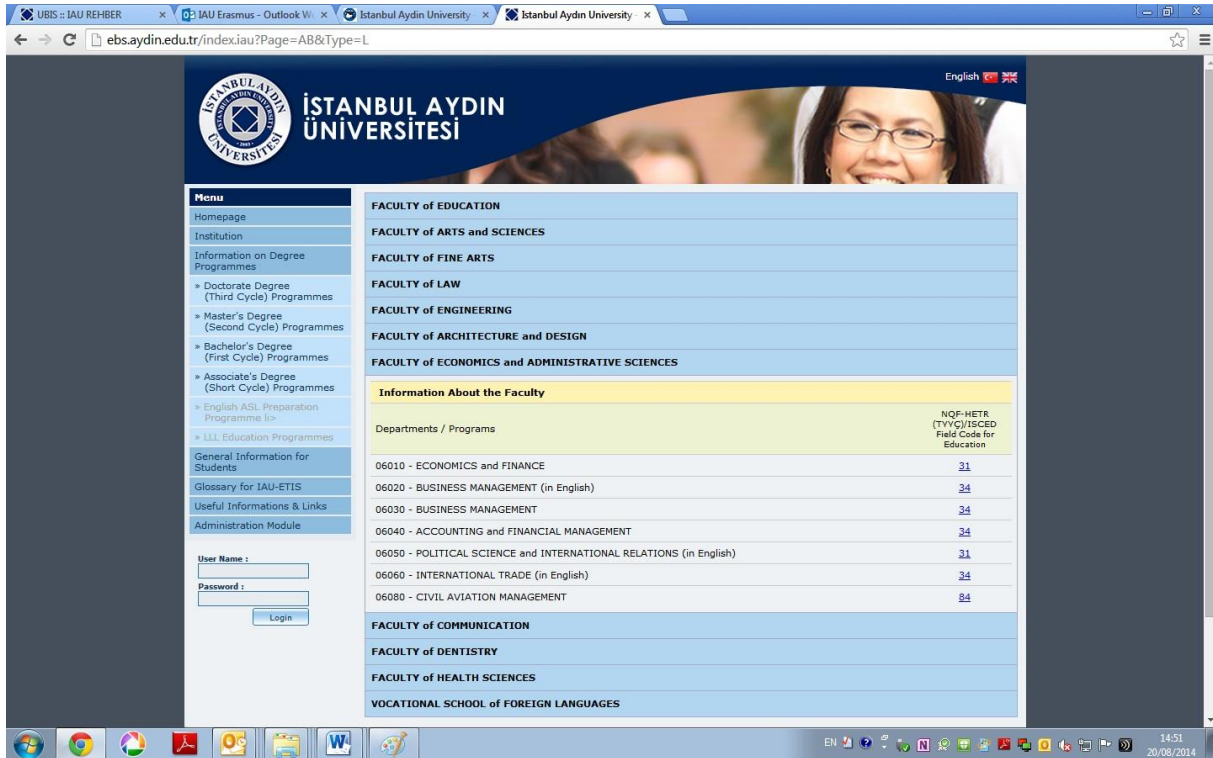 UBIS :: IAU REHBER
IAU Erasmus - Outlook W
Istanbul Aydin University
Istanbul Aydın University -
ebs.aydin.edu.tr/index.iau?Page=AB&Type=L
English
İSTANBUL AYDIN
ÜNİVERSİTESİ
İSTANBUL AYDIN
ÜNİVERSİTESİ
Menu
Homepage
Institution
Information on Degree
Programmes
» Doctorate Degree
(Third Cycle) Programmes
» Master's Degree
(Second Cycle) Programmes
» Bachelor's Degree
(First Cycle) Programmes
» Associate's Degree
(Short Cycle) Programmes
» English ASL Preparation
Programme li>
» LLL Education Programmes
General Information for
Students
Glossary for IAU-ETIS
Useful Informations & Links
Administration Module
User Name :
Password :
Login
FACULTY of EDUCATION
FACULTY of ARTS and SCIENCES
FACULTY of FINE ARTS
FACULTY of LAW
FACULTY of ENGINEERING
FACULTY of ARCHITECTURE and DESIGN
FACULTY of ECONOMICS and ADMINISTRATIVE SCIENCES
Information About the Faculty
Departments / Programs
NQF-HETR
(TYYÇ)/ISCED
Field Code for
Education
06010 - ECONOMICS and FINANCE 31
06020 - BUSINESS MANAGEMENT (in English) 34
06030 - BUSINESS MANAGEMENT 34
06040 - ACCOUNTING and FINANCIAL MANAGEMENT 34
06050 - POLITICAL SCIENCE and INTERNATIONAL RELATIONS (in English) 31
06060 - INTERNATIONAL TRADE (in English) 34
06080 - CIVIL AVIATION MANAGEMENT 84
FACULTY of COMMUNICATION
FACULTY of DENTISTRY
FACULTY of HEALTH SCIENCES
VOCATIONAL SCHOOL of FOREIGN LANGUAGES
EN
14:51
20/08/2014